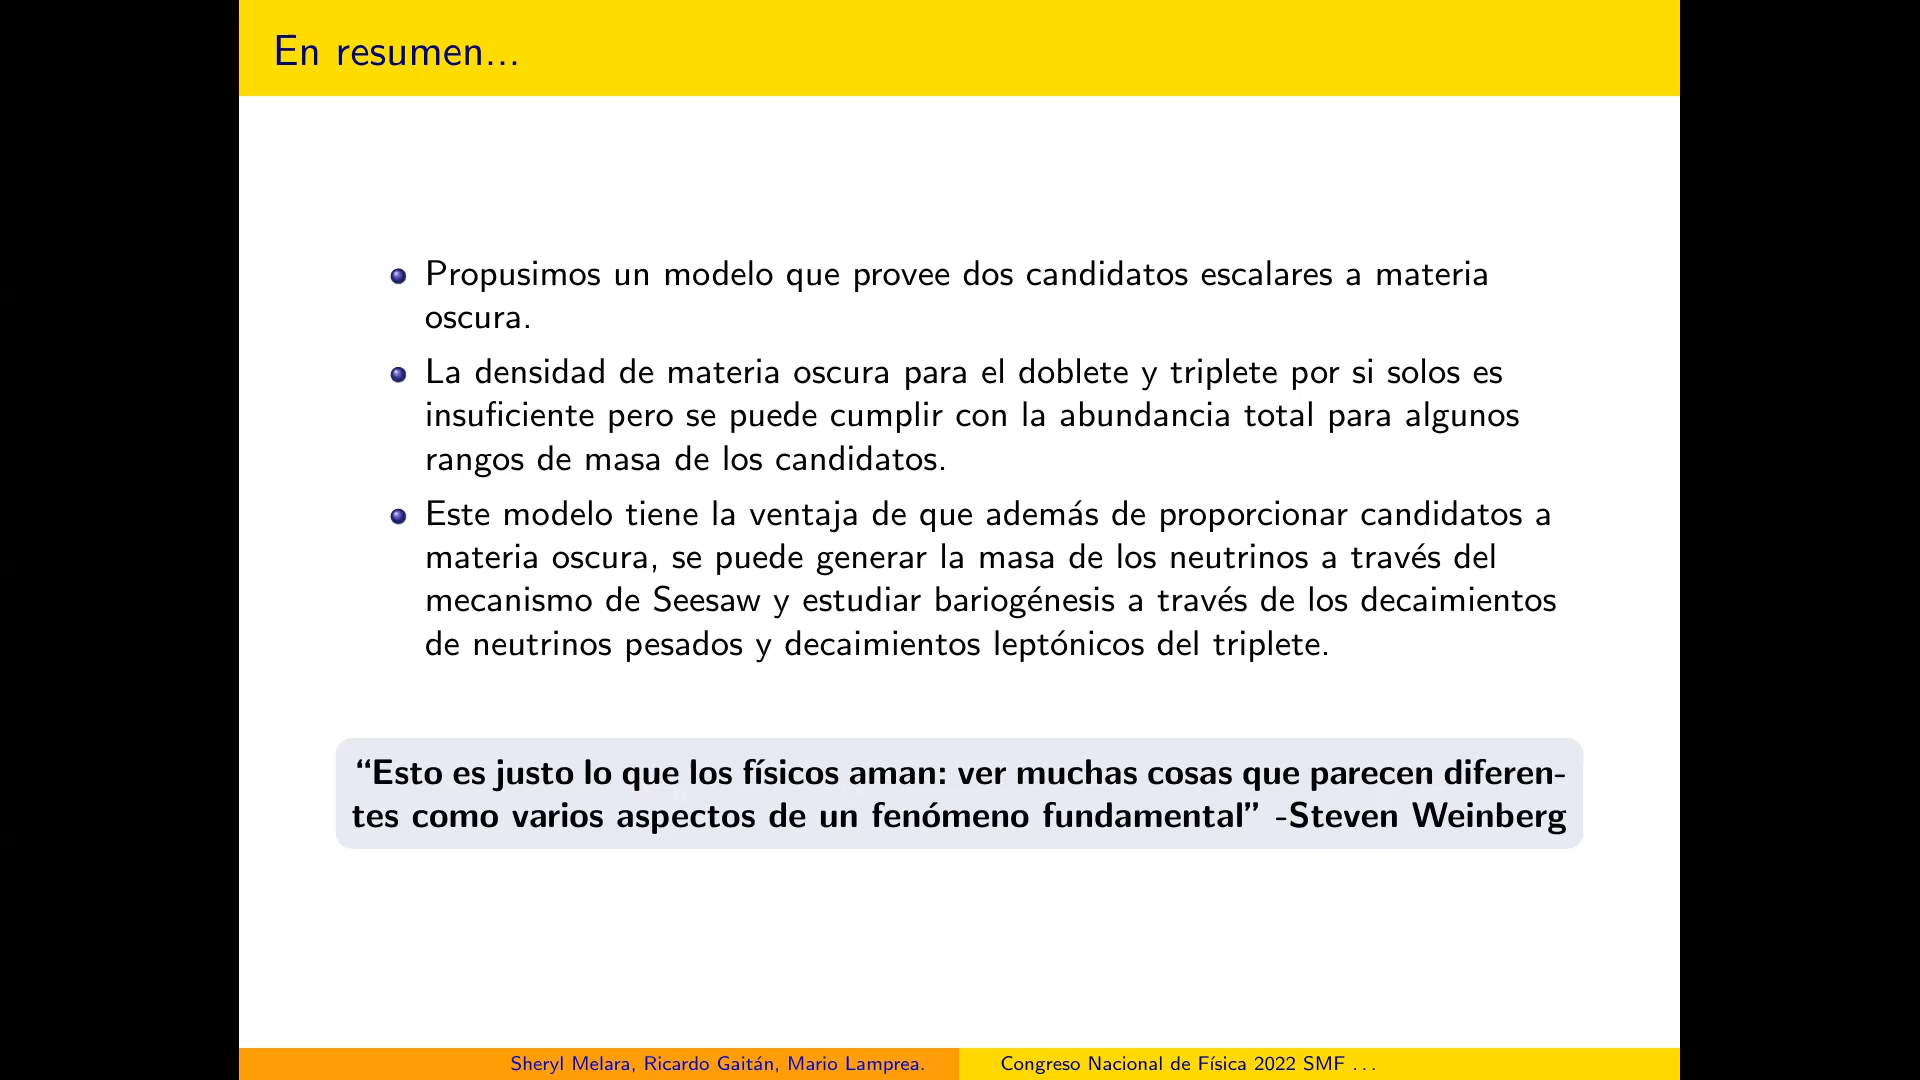 En resumen...
Propusimos un modelo que provee dos candidatos escalares a materia
oscura.
La densidad de materia oscura para el doblete y triplete por si solos es
insuficiente pero se puede cumplir con la abundancia total para algunos
rangos de masa de los candidatos.
Este modelo tiene la ventaja de que además de proporcionar candidatos a
materia oscura, se puede generar la masa de los neutrinos a través del
mecanismo de Seesaw y estudiar bariogénesis a través de los decaimientos
de neutrinos pesados y decaimientos leptónicos del triplete.
“Esto es justo lo que los físicos aman: ver muchas cosas que parecen diferen-
tes como varios aspectos de un fenómeno fundamental” -Steven Weinberg
Sheryl Melara, Ricardo Gaitán, Mario Lamprea.
Congreso Nacional de Física 2022 SMF ...